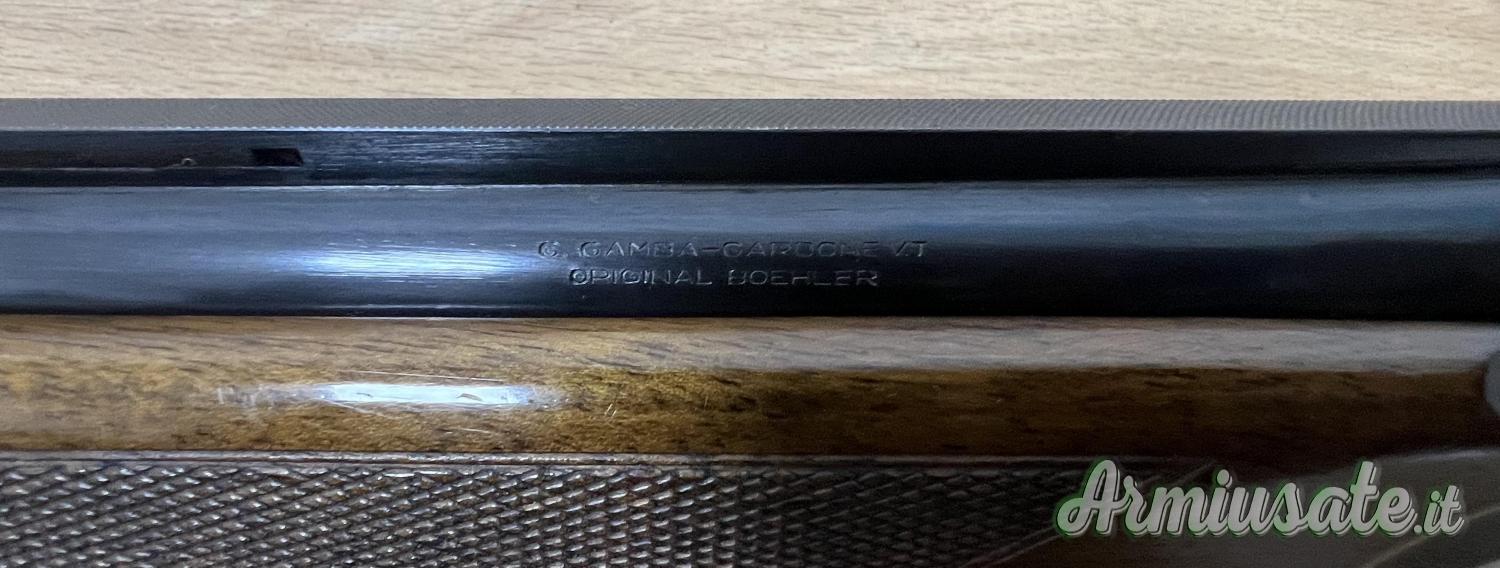 G. GAMBA-GARDONE V.T
ORIGINAL BOEHLER
Armiusate.it